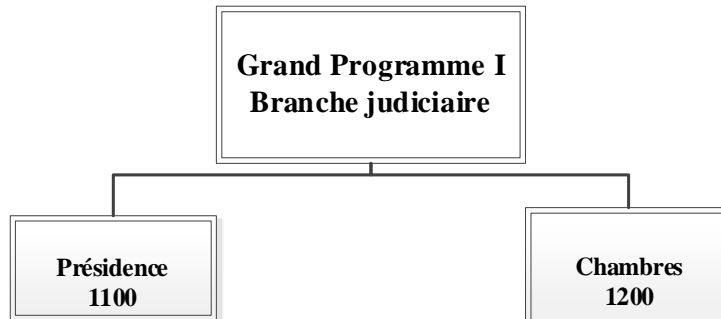 Grand Programme I
Branche judiciaire
Présidence
1100
Chambres
1200